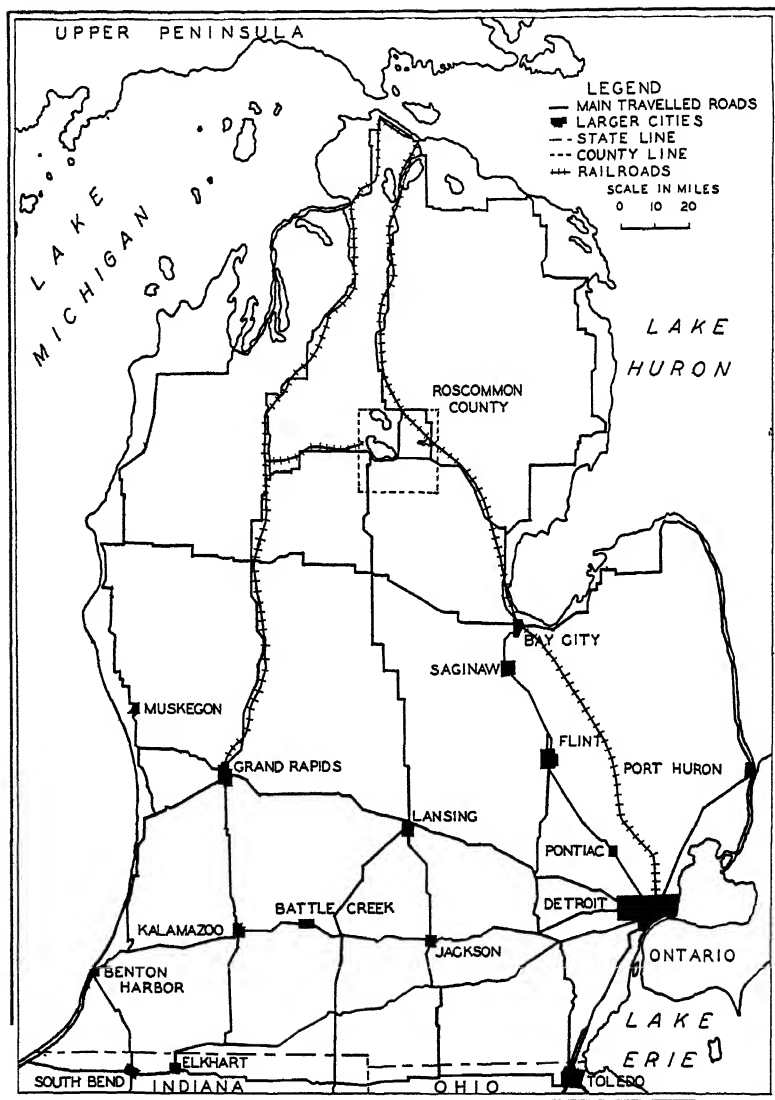 UPPER PENINSULA
LEGEND
MAIN TRAVELLED ROADS
LARGER CITIES
STATE LINE
COUNTY LINE
RAILROADS
SCALE IN MILES
0 10 20
LAKE
MICHIGAN
LAKE
HURON
ROSCOMMON
COUNTY
BAY CITY
SAGINAW
MUSKEGON
FLINT
GRAND RAPIDS
PORT HURON
LANSING
PONTIAC
DETROIT
BATTLE CREEK
KALAMAZOO
JACKSON
ONTARIO
BENTON
HARBOR
LAKE
ERIE
ELKHART
SOUTH BEND
INDIANA
OHIO
TOLEDO